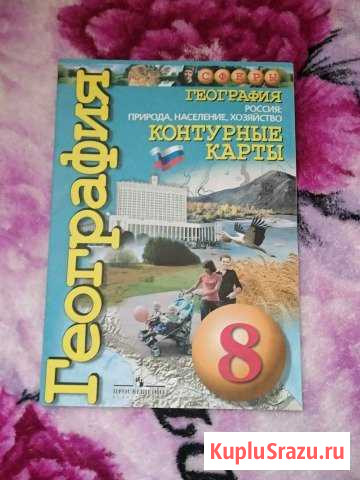 СФЕРЫ
ГЕОГРАФИЯ
РОССИЯ:
ПРИРОДА, НАСЕЛЕНИЕ, ХОЗЯЙСТВО
КОНТУРНЫЕ
КАРТЫ
География
8
ПРОСВЕЩЕНИЕ
KupluSrazu.ru